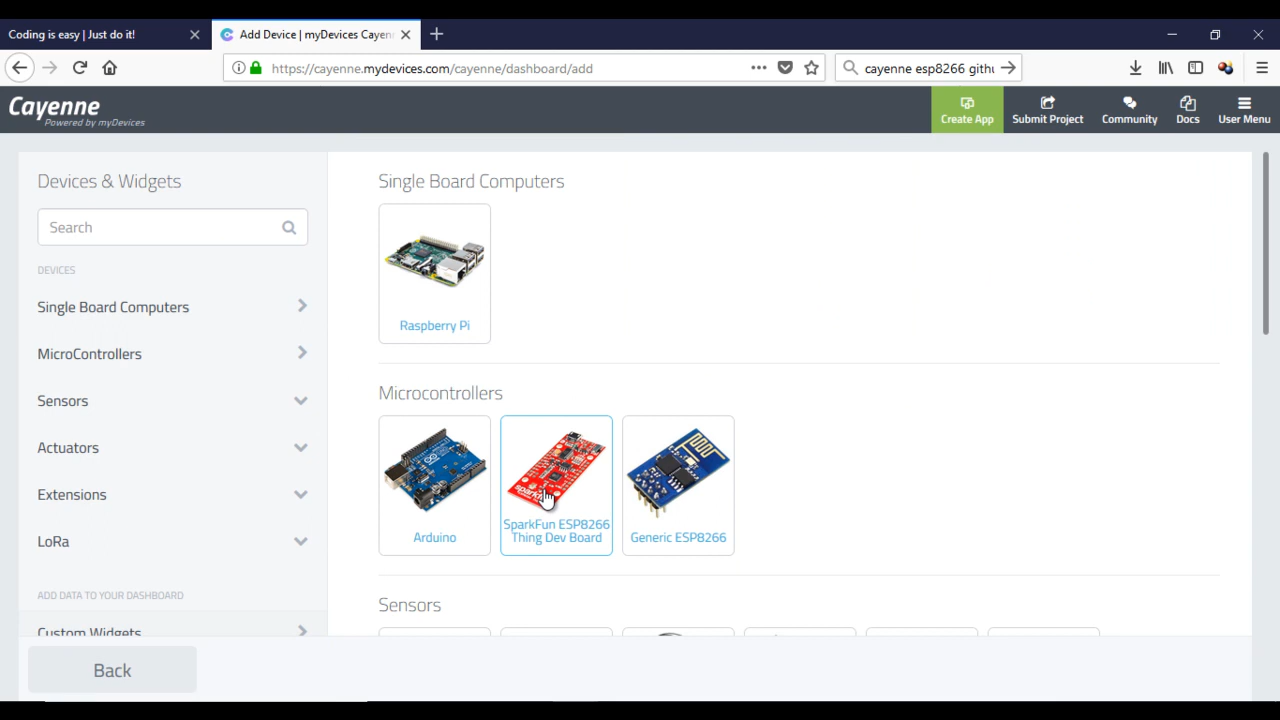 Coding is easy | Just do it!
Add Device | myDevices Cayen
https://cayenne.mydevices.com/cayenne/dashboard/add
cayenne esp8266 githu
Cayenne
Powered by myDevices
Create App
Submit Project
Community
Docs
User Menu
Devices & Widgets
Search
DEVICES
Single Board Computers
MicroControllers
Sensors
Actuators
Extensions
LoRa
ADD DATA TO YOUR DASHBOARD
Custom Widgets
Back
Single Board Computers
Raspberry Pi
Microcontrollers
Arduino
SparkFun ESP8266
Thing Dev Board
Generic ESP8266
Sensors